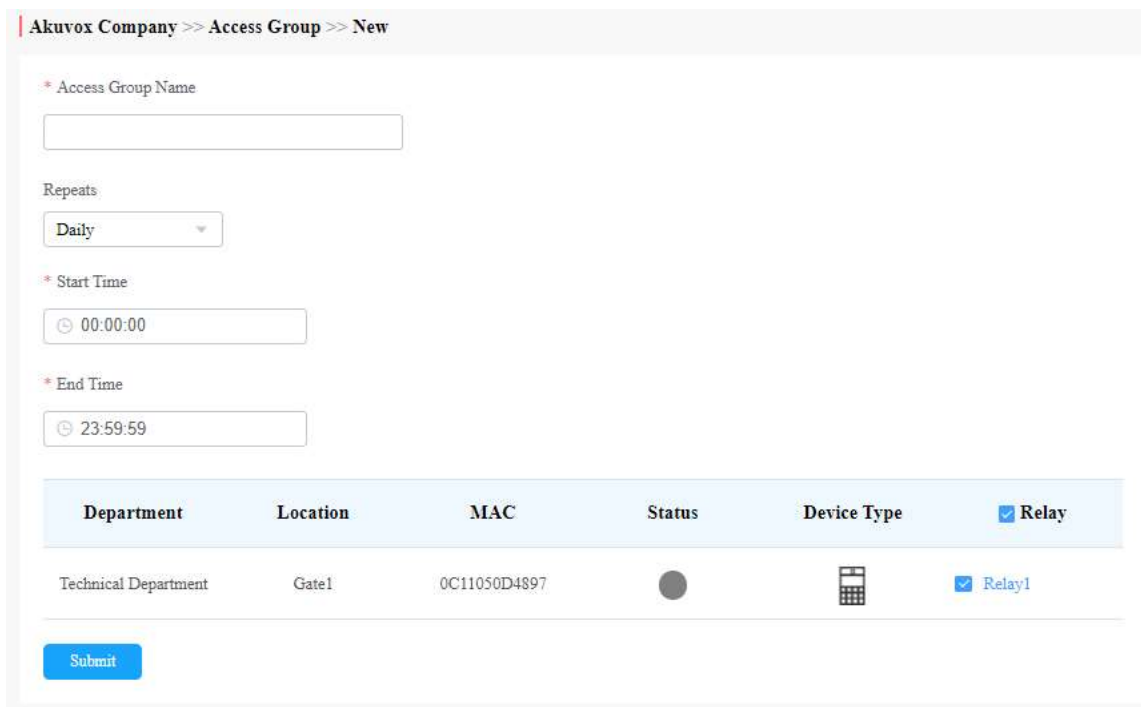 Akuvox Company >> Access Group >> New
* Access Group Name
Repeats
Daily
* Start Time
00:00:00
* End Time
23:59:59
Department Location MAC Status Device Type Relay
Technical Department Gate1 0C11050D4897 Relay1
Submit